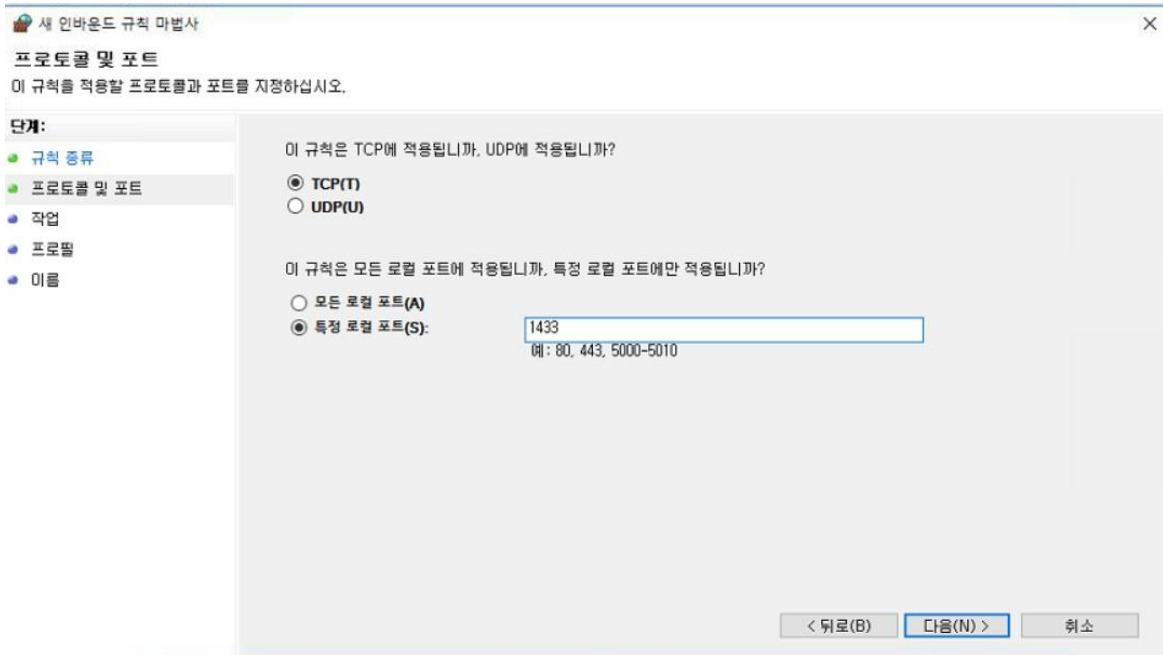 새 인바운드 규칙 마법사
프로토콜 및 포트
이 규칙을 적용할 프로토콜과 포트를 지정하십시오.
단계:
규칙 종류
프로토콜 및 포트
작업
프로필
이름
이 규칙은 TCP에 적용됩니까, UDP에 적용됩니까?
TCP(T)
UDP(U)
이 규칙은 모든 로컬 포트에 적용됩니까, 특정 로컬 포트에만 적용됩니까?
모든 로컬 포트(A)
특정 로컬 포트(S): 1433
예: 80, 443, 5000-5010
< 뒤로(B) 다음(N) > 취소